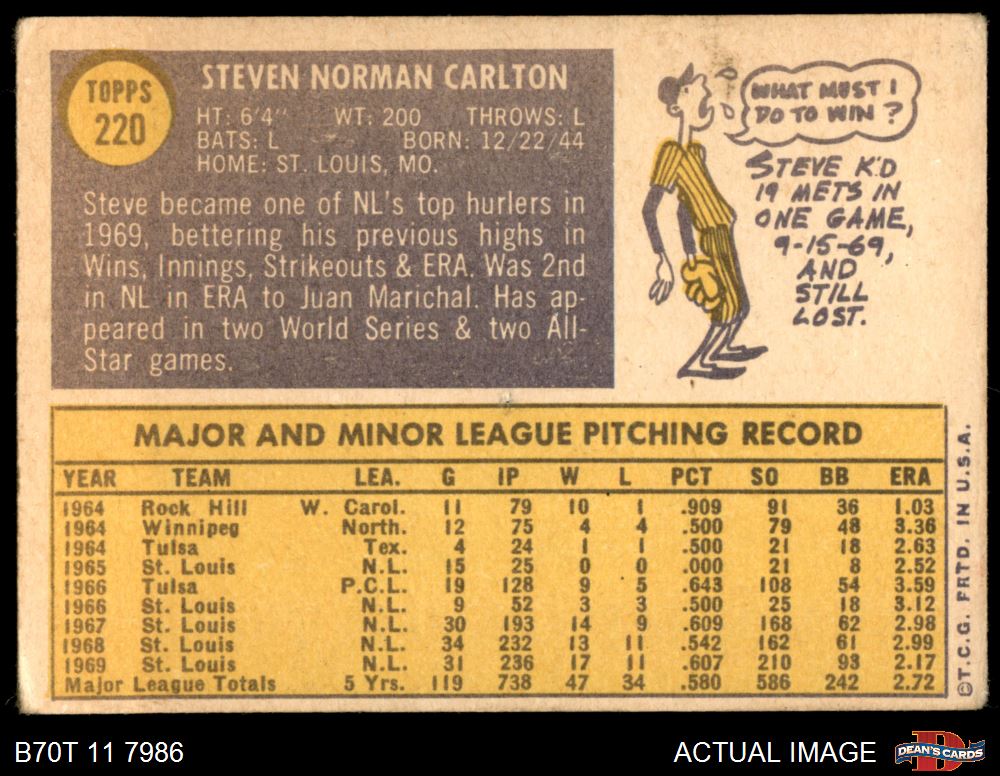 TOPPS
220
STEVEN NORMAN CARLTON
HT: 6'4" WT: 200 THROWS: L
BATS: L BORN: 12/22/44
HOME: ST. LOUIS, MO.
Steve became one of NL's top hurlers in
1969, bettering his previous highs in
Wins, Innings, Strikeouts & ERA. Was 2nd
in NL in ERA to Juan Marichal. Has ap-
peared in two World Series & two All-
Star games.
WHAT MUST I
DO TO WIN?
STEVE K'D
19 METS IN
ONE GAME,
9-15-69,
AND
STILL
LOST.
MAJOR AND MINOR LEAGUE PITCHING RECORD
YEAR TEAM LEA. G IP W L PCT SO BB ERA
1964 Rock Hill W. Carol. 11 79 10 1 .909 91 36 1.03
1964 Winnipeg North. 12 75 4 4 .500 79 48 3.36
1964 Tulsa Tex. 4 24 1 1 .500 21 18 2.63
1965 St. Louis N.L. 15 25 0 0 .000 21 8 2.52
1966 Tulsa P.C.L. 19 128 9 5 .643 108 54 3.59
1966 St. Louis N.L. 9 52 3 3 .500 25 18 3.12
1967 St. Louis N.L. 30 193 14 9 .609 168 62 2.98
1968 St. Louis N.L. 34 232 13 11 .542 162 61 2.99
1969 St. Louis N.L. 31 236 17 11 .607 210 93 2.17
Major League Totals 5 Yrs. 119 738 47 34 .580 586 242 2.72
©T.C.G. PRTD. IN U.S.A.
B70T 11 7986
ACTUAL IMAGE
DEAN'S CARDS